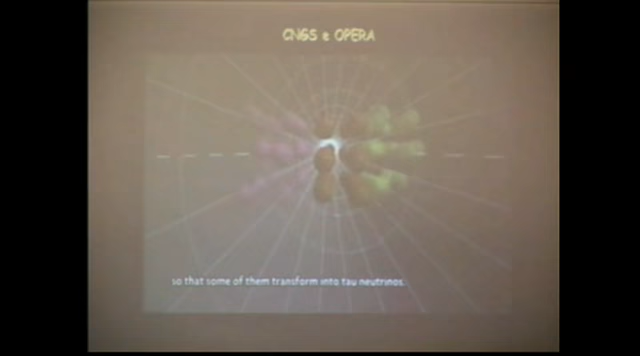 CNGS e OPERA
so that some of them transform into tau neutrinos.